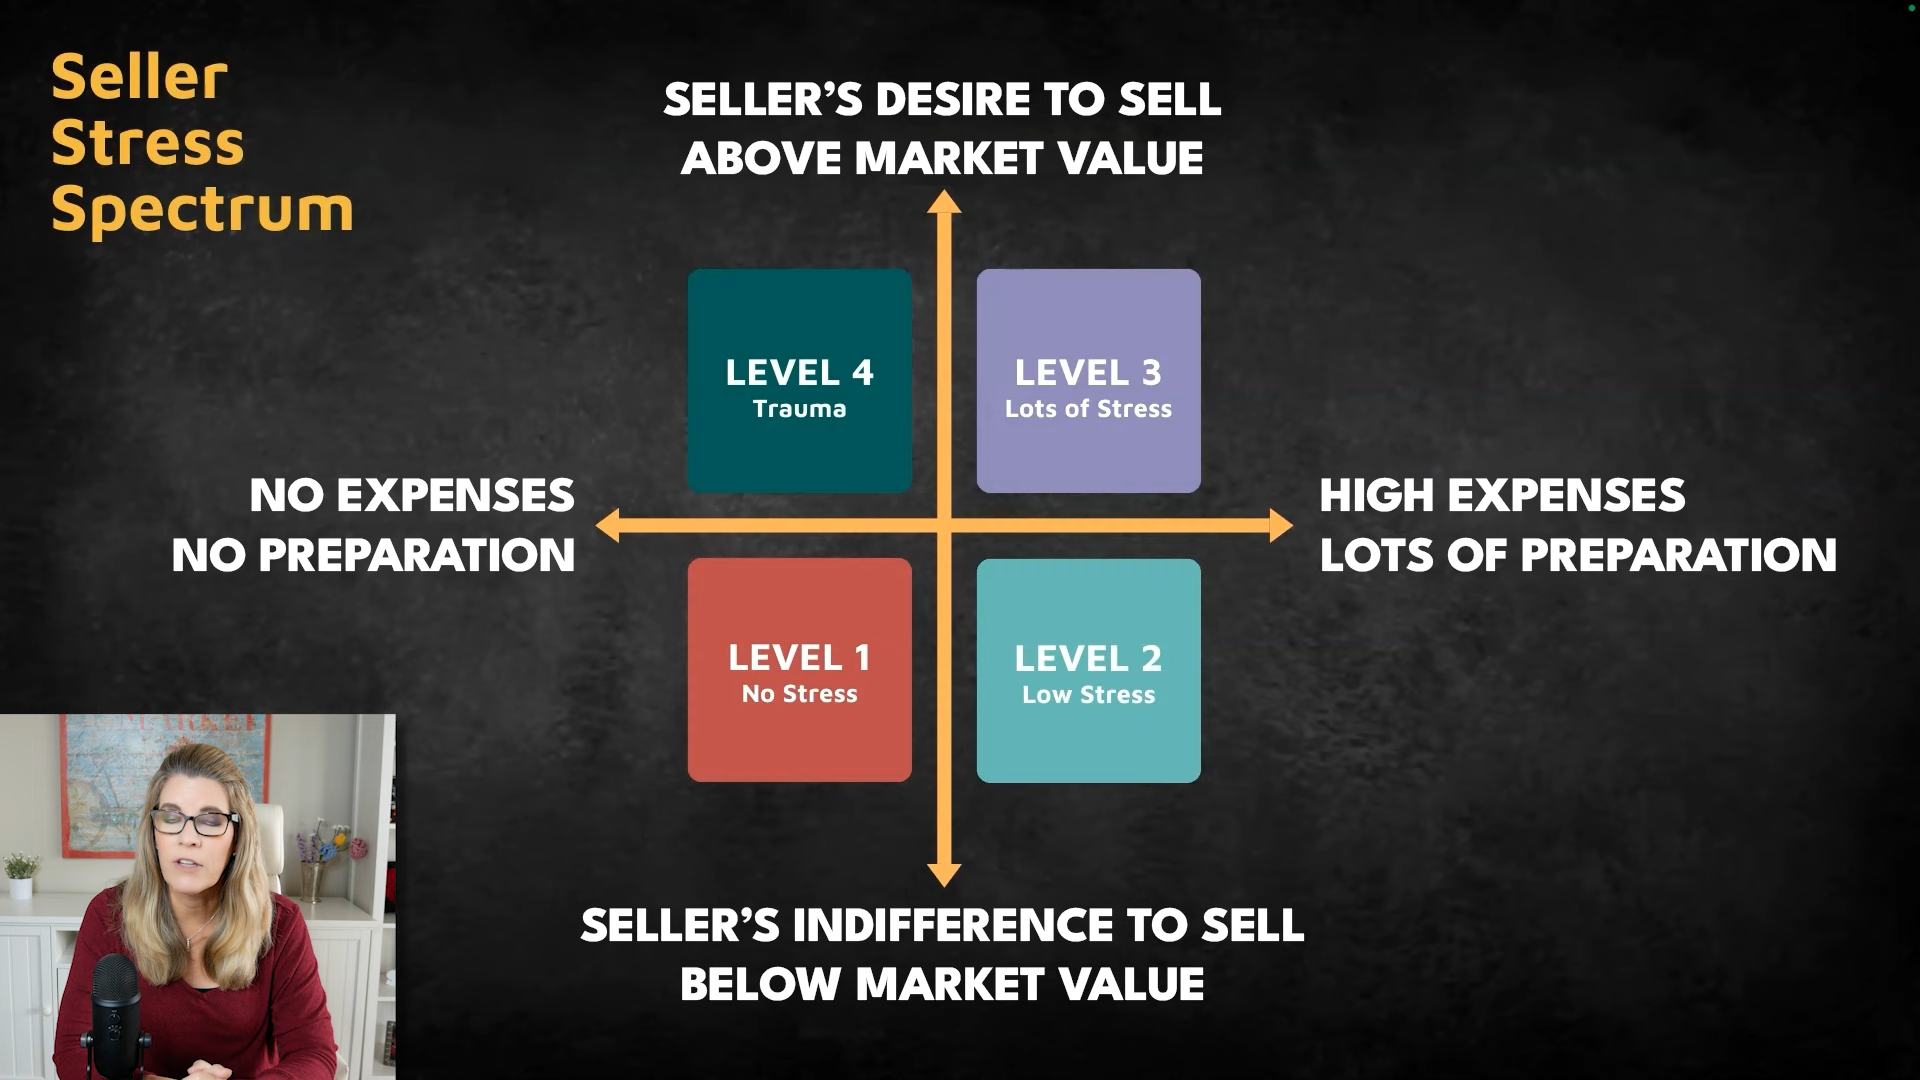 Seller
Stress
Spectrum
SELLER’S DESIRE TO SELL
ABOVE MARKET VALUE
LEVEL 4
Trauma
LEVEL 3
Lots of Stress
NO EXPENSES
NO PREPARATION
HIGH EXPENSES
LOTS OF PREPARATION
LEVEL 1
No Stress
LEVEL 2
Low Stress
SELLER’S INDIFFERENCE TO SELL
BELOW MARKET VALUE